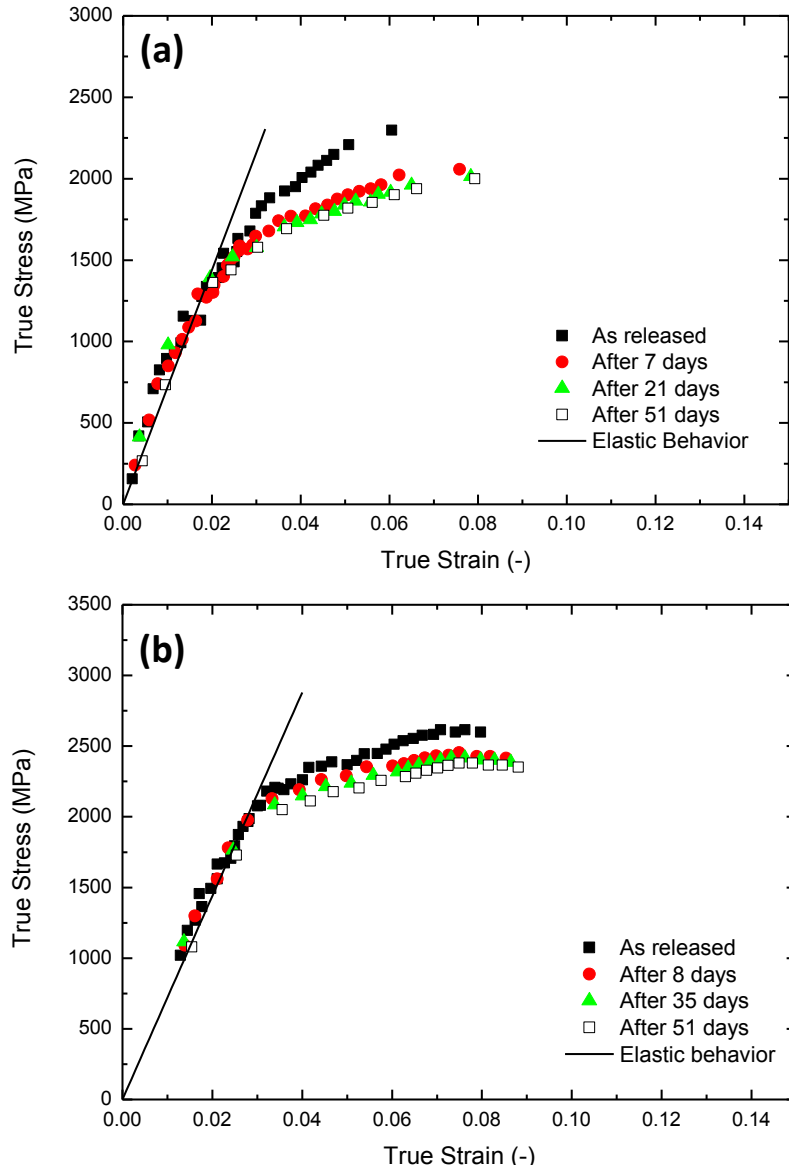 (a)
3000
2500
2000
1500
1000
500
0
True Stress (MPa)
As released
After 7 days
After 21 days
After 51 days
Elastic Behavior
0.00 0.02 0.04 0.06 0.08 0.10 0.12 0.14
True Strain (-)
(b)
3500
3000
2500
2000
1500
1000
500
0
True Stress (MPa)
As released
After 8 days
After 35 days
After 51 days
Elastic behavior
0.00 0.02 0.04 0.06 0.08 0.10 0.12 0.14
True Strain (-)